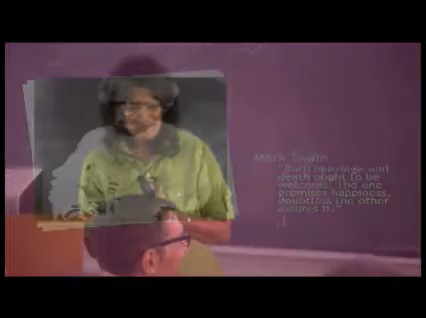 Mark Twain
"Both marriage and
death ought to be
welcome: The one
promises happiness,
doubtless the other
assures it.